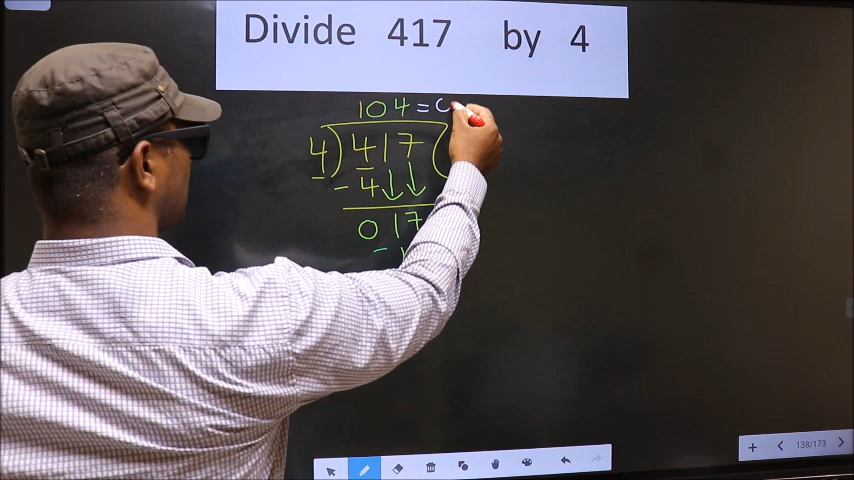 Divide 417 by 4
104 =
4) 417 (
- 4 ↓↓
017
-
138/173